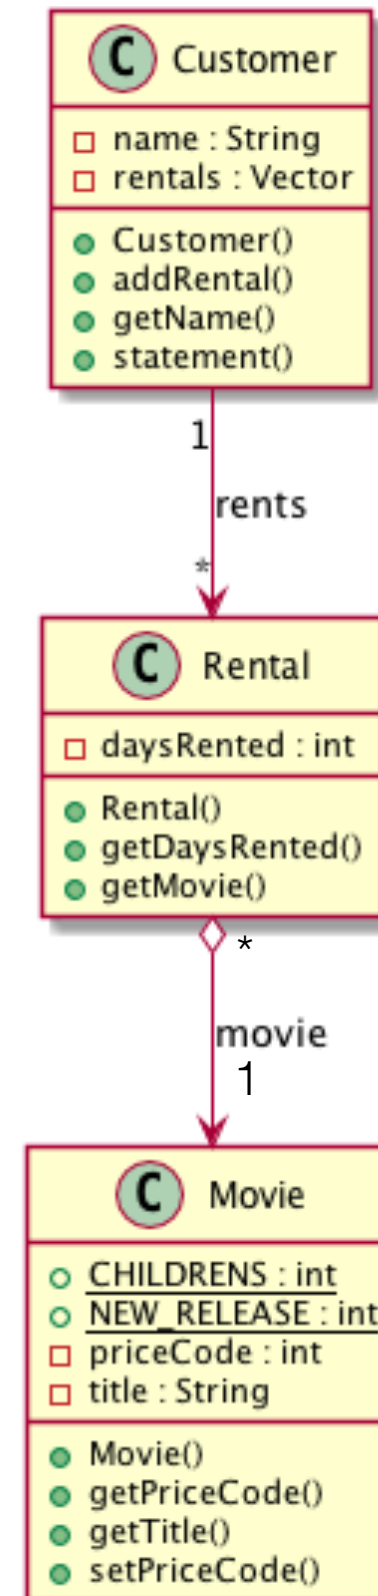 C Customer
name : String
rentals : Vector
Customer()
addRental()
getName()
statement()
1
rents
*
C Rental
daysRented : int
Rental()
getDaysRented()
getMovie()
*
movie
1
C Movie
CHILDRENS : int
NEW_RELEASE : int
priceCode : int
title : String
Movie()
getPriceCode()
getTitle()
setPriceCode()